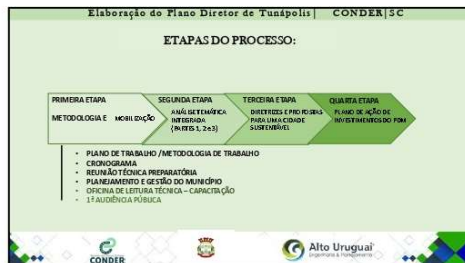 Elaboração do Plano Diretor de Tunápolis| CONDER|SC
ETAPAS DO PROCESSO:
PRIMEIRA ETAPA
METODOLOGIA E MOBILIZAÇÃO
SEGUNDA ETAPA
ANÁLISE TEMÁTICA
INTEGRADA
(PARTES 1, 2 e 3)
TERCEIRA ETAPA
DIRETRIZES E PROPOSTAS
PARA UMA CIDADE
SUSTENTÁVEL
QUARTA ETAPA
PLANO DE AÇÃO DE
INVESTIMENTOS DO PDM
• PLANO DE TRABALHO /METODOLOGIA DE TRABALHO
• CRONOGRAMA
• REUNIÃO TÉCNICA PREPARATÓRIA
• PLANEJAMENTO E GESTÃO DO MUNICÍPIO
• OFICINA DE LEITURA TÉCNICA – CAPACITAÇÃO
• 1ª AUDIÊNCIA PÚBLICA
CONDER
Alto Uruguai
Engenharia & Planejamento